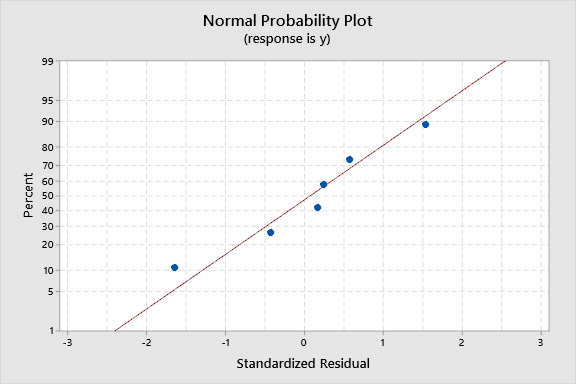 Normal Probability Plot
(response is y)
99
95
90
80
70
60
50
40
30
20
10
5
1
Percent
-3 -2 -1 0 1 2 3
Standardized Residual